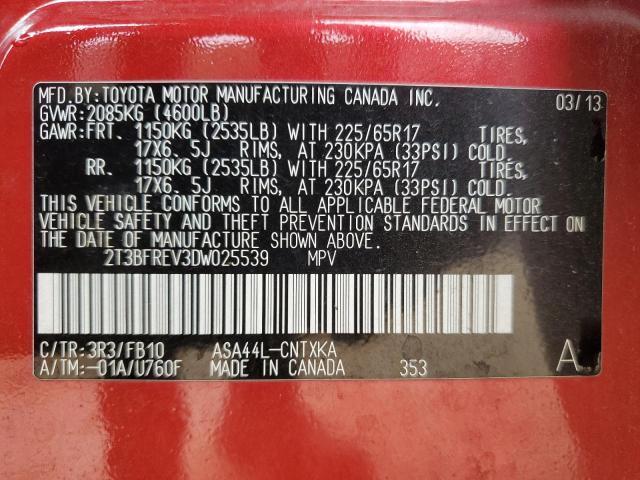 MFD.BY:TOYOTA MOTOR MANUFACTURING CANADA INC. 03/13
GVWR:2085KG (4600LB)
GAWR:FRT. 1150KG (2535LB) WITH 225/65R17 TIRES,
17X6.5J RIMS, AT 230KPA (33PSI) COLD.
RR. 1150KG (2535LB) WITH 225/65R17 TIRES,
17X6.5J RIMS, AT 230KPA (33PSI) COLD.
THIS VEHICLE CONFORMS TO ALL APPLICABLE FEDERAL MOTOR
VEHICLE SAFETY AND THEFT PREVENTION STANDARDS IN EFFECT ON
THE DATE OF MANUFACTURE SHOWN ABOVE.
2T3BFREV3DW025539 MPV
C/TR:3R3/FB10 ASA44L-CNTXKA A
A/TM:-01A/U760F MADE IN CANADA 353